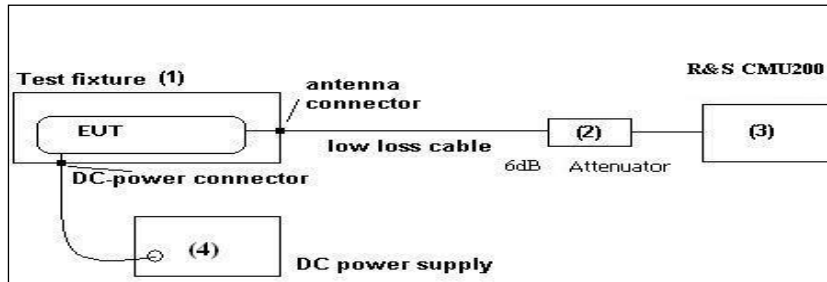 R&S CMU200
Test fixture (1)
antenna
connector
EUT
(2)
(3)
low loss cable
6dB Attenuator
DC-power connector
(4)
DC power supply